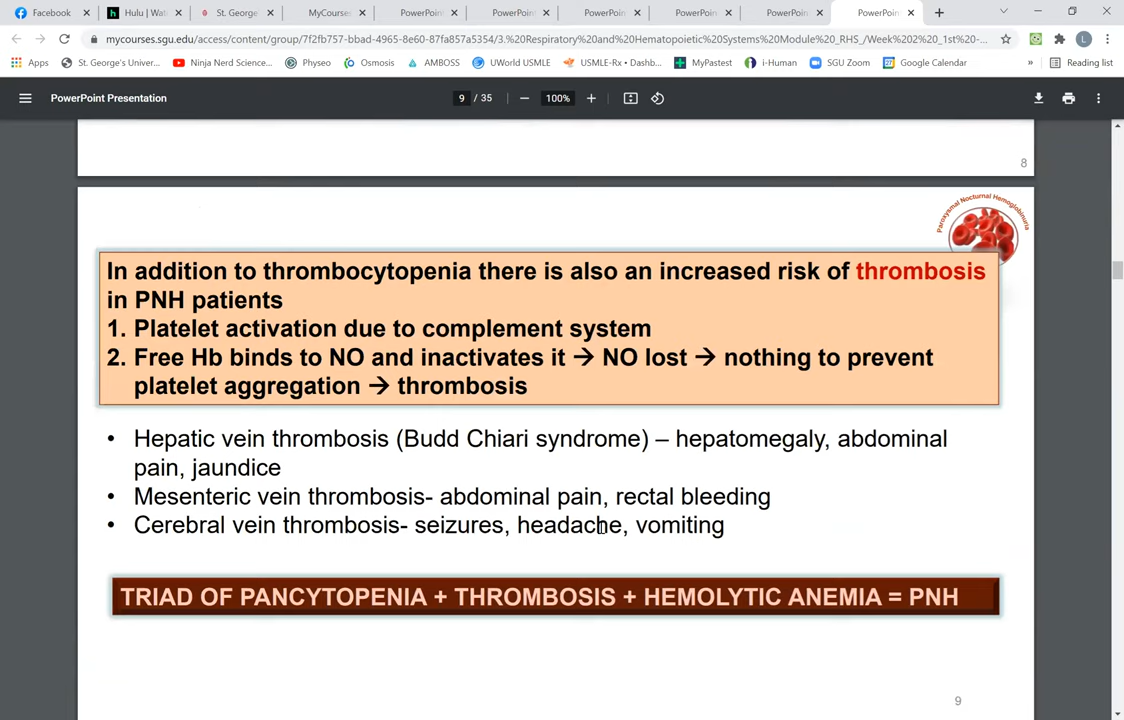 Facebook
Hulu | Wat
St. George'
MyCourses
PowerPoin
PowerPoin
PowerPoin
PowerPoin
PowerPoin
PowerPoin
mycourses.sgu.edu/access/content/group/7f2fb757-bbad-4965-8e60-87fa857a5354/3.%20Respiratory%20and%20Hematopoietic%20Systems%20Module%20_RHS_/Week%202%20_1st%20-...
L
Apps
St. George's Univer...
Ninja Nerd Science...
Physeo
Osmosis
AMBOSS
UWorld USMLE
USMLE-Rx • Dashb...
MyPastest
i-Human
SGU Zoom
Google Calendar
»
Reading list
PowerPoint Presentation
9 / 35
100%
8
Paroxysmal Nocturnal Hemoglobinuria
In addition to thrombocytopenia there is also an increased risk of thrombosis
in PNH patients
1. Platelet activation due to complement system
2. Free Hb binds to NO and inactivates it → NO lost → nothing to prevent
platelet aggregation → thrombosis
• Hepatic vein thrombosis (Budd Chiari syndrome) – hepatomegaly, abdominal
pain, jaundice
• Mesenteric vein thrombosis- abdominal pain, rectal bleeding
• Cerebral vein thrombosis- seizures, headache, vomiting
TRIAD OF PANCYTOPENIA + THROMBOSIS + HEMOLYTIC ANEMIA = PNH
9